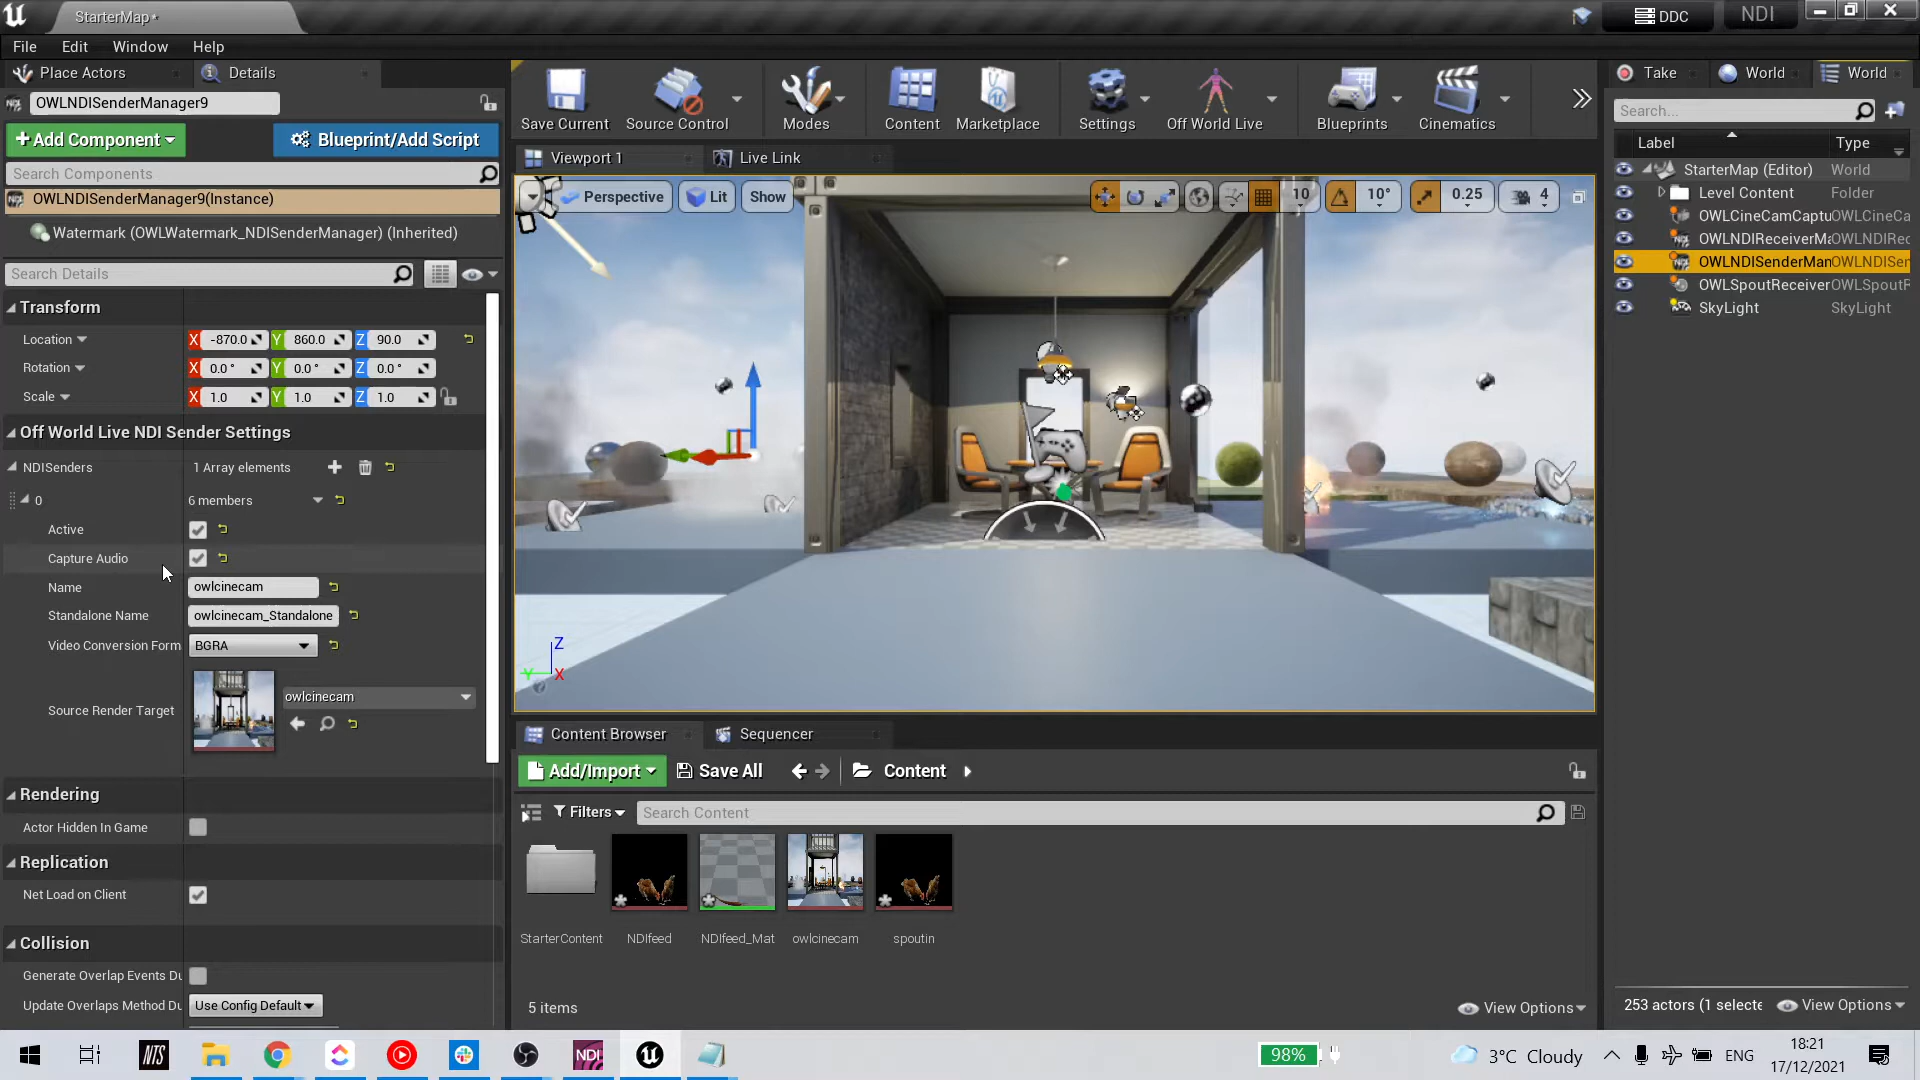 StarterMap•
DDC
NDI
File Edit Window Help
Place Actors
Details
OWLNDISenderManager9
+Add Component
Blueprint/Add Script
Search Components
OWLNDISenderManager9(Instance)
Watermark (OWLWatermark_NDISenderManager) (Inherited)
Search Details
Transform
Location X -870.0 Y 860.0 Z 90.0
Rotation X 0.0° Y 0.0° Z 0.0°
Scale X 1.0 Y 1.0 Z 1.0
Off World Live NDI Sender Settings
NDISenders 1 Array elements
0 6 members
Active
Capture Audio
Name owlcinecam
Standalone Name owlcinecam_Standalone
Video Conversion Form BGRA
Source Render Target owlcinecam
Rendering
Actor Hidden In Game
Replication
Net Load on Client
Collision
Generate Overlap Events Du
Update Overlaps Method Du Use Config Default
Save Current Source Control Modes Content Marketplace Settings Off World Live Blueprints Cinematics
Viewport 1
Live Link
Perspective Lit Show 10 10° 0.25 4
Z
Y X
Content Browser
Sequencer
Add/Import Save All Content
Filters Search Content
StarterContent NDIfeed NDIfeed_Mat owlcinecam spoutin
5 items View Options
Take World World
Search...
Label Type
StarterMap (Editor) World
Level Content Folder
OWLCineCamCaptu OWLCineCa
OWLNDIReceiverMa OWLNDIRec
OWLNDISenderMan OWLNDISen
OWLSpoutReceiver OWLSpoutR
SkyLight SkyLight
253 actors (1 selecte View Options
NTS
NDI
98%
3°C Cloudy
ENG
18:21
17/12/2021